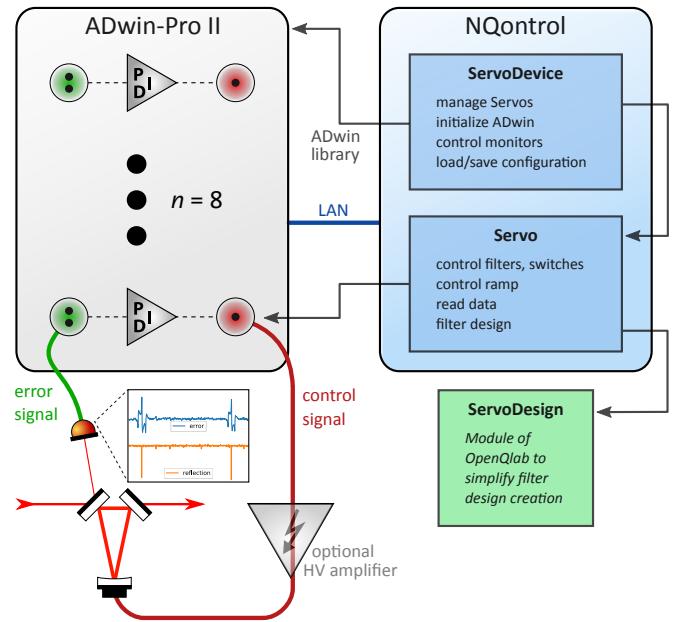 ADwin-Pro II
P
I
D
n = 8
P
I
D
error
signal
control
signal
error
reflection
optional
HV amplifier
ADwin
library
LAN
NQontrol
ServoDevice
manage Servos
initialize ADwin
control monitors
load/save configuration
Servo
control filters, switches
control ramp
read data
filter design
ServoDesign
Module of
OpenQlab to
simplify filter
design creation